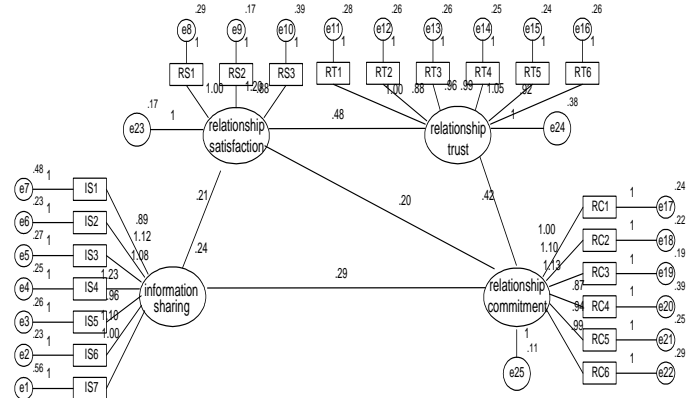 .29 .17 .39 .28 .26 .26 .25 .24 .26
e8 e9 e10 e11 e12 e13 e14 e15 e16
1 1 1 1 1 1 1 1 1
RS1 RS2 RS3 RT1 RT2 RT3 RT4 RT5 RT6
1.00 1.20 .88 1.00 .88 .96 .99 1.05 .92
.17 .38
e23 1 relationship satisfaction .48 relationship trust 1 e24
.21 .20 .42
.48 .23 .27 .25 .26 .23 .56
e7 1 IS1 .89
e6 1 IS2 1.12
e5 1 IS3 1.08
e4 1 IS4 1.23
e3 1 IS5 .96
e2 1 IS6 1.10
e1 1 IS7 1.00
.24
information
sharing
.29
relationship
commitment
1.00 RC1 1 e17 .24
1.10 RC2 1 e18 .22
1.13 RC3 1 e19 .19
.87 RC4 1 e20 .39
.94 RC5 1 e21 .25
.99 RC6 1 e22 .29
1
.11
e25